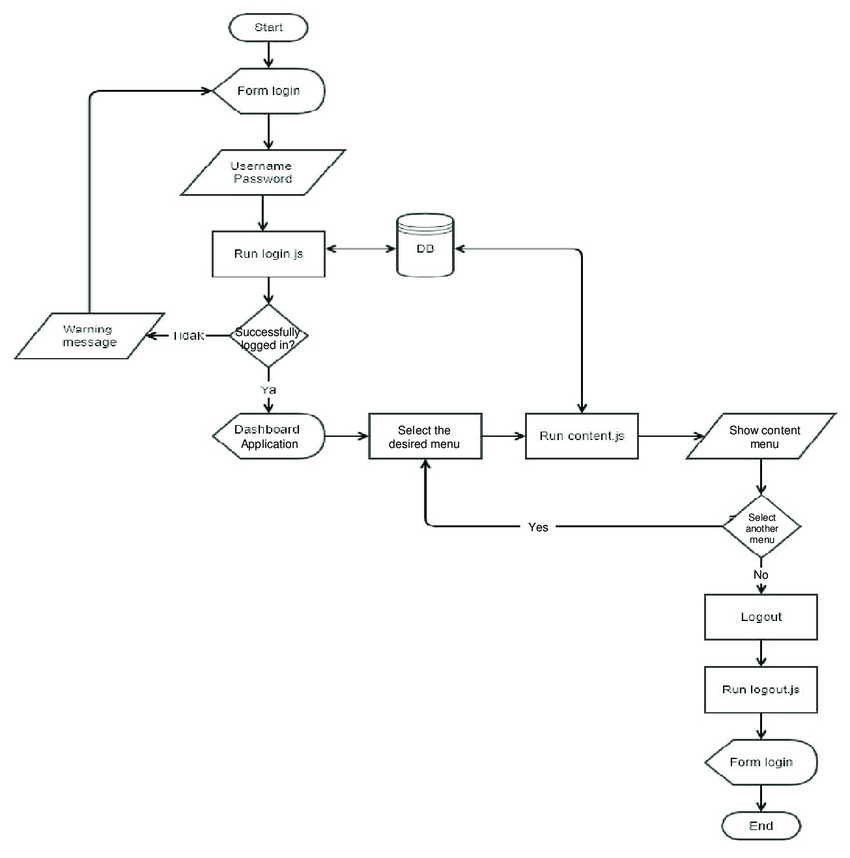 Start
Form login
Username
Password
Run login.js
DB
Successfully
logged in?
Tidak
Warning
message
Ya
Dashboard
Application
Select the
desired menu
Run content.js
Show content
menu
Select
another
menu
Yes
No
Logout
Run logout.js
Form login
End